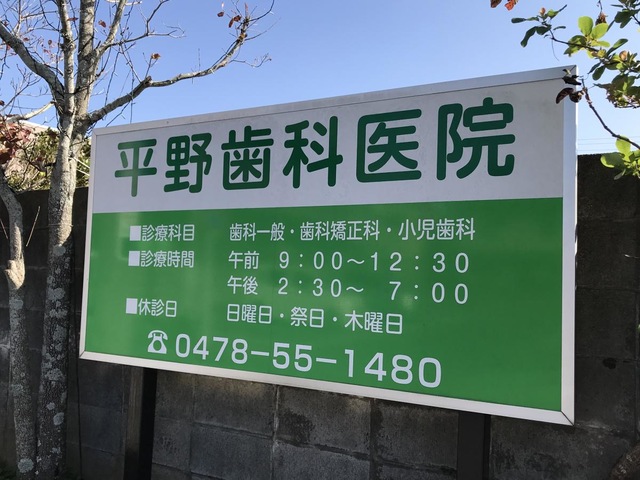 平野歯科医院
■診療科目 歯科一般・歯科矯正科・小児歯科
■診療時間 午前 9：00～12：30
午後 2：30～ 7：00
■休診日 日曜日・祭日・木曜日
☎0478-55-1480